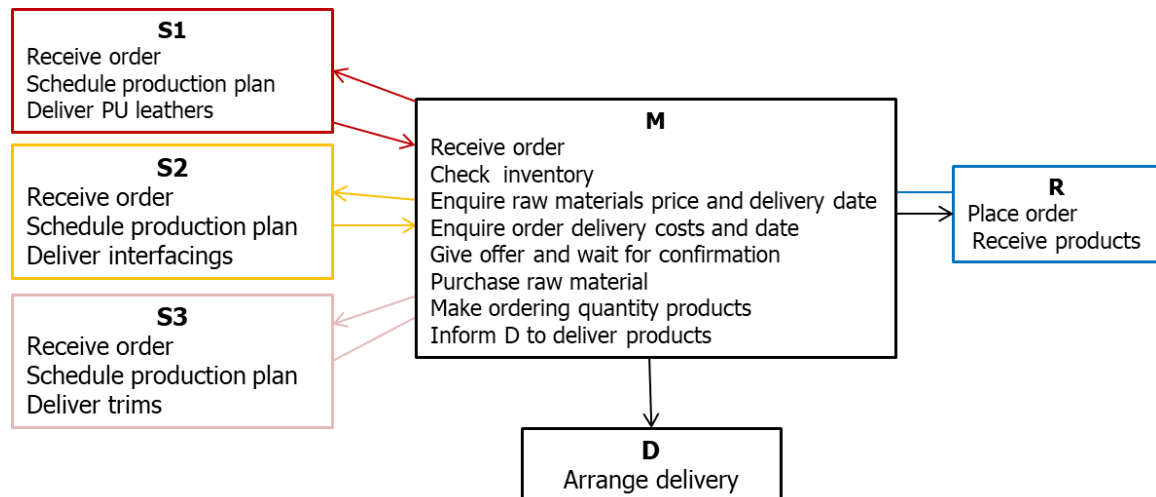 S1
Receive order
Schedule production plan
Deliver PU leathers
S2
Receive order
Schedule production plan
Deliver interfacings
S3
Receive order
Schedule production plan
Deliver trims
M
Receive order
Check inventory
Enquire raw materials price and delivery date
Enquire order delivery costs and date
Give offer and wait for confirmation
Purchase raw material
Make ordering quantity products
Inform D to deliver products
R
Place order
Receive products
D
Arrange delivery